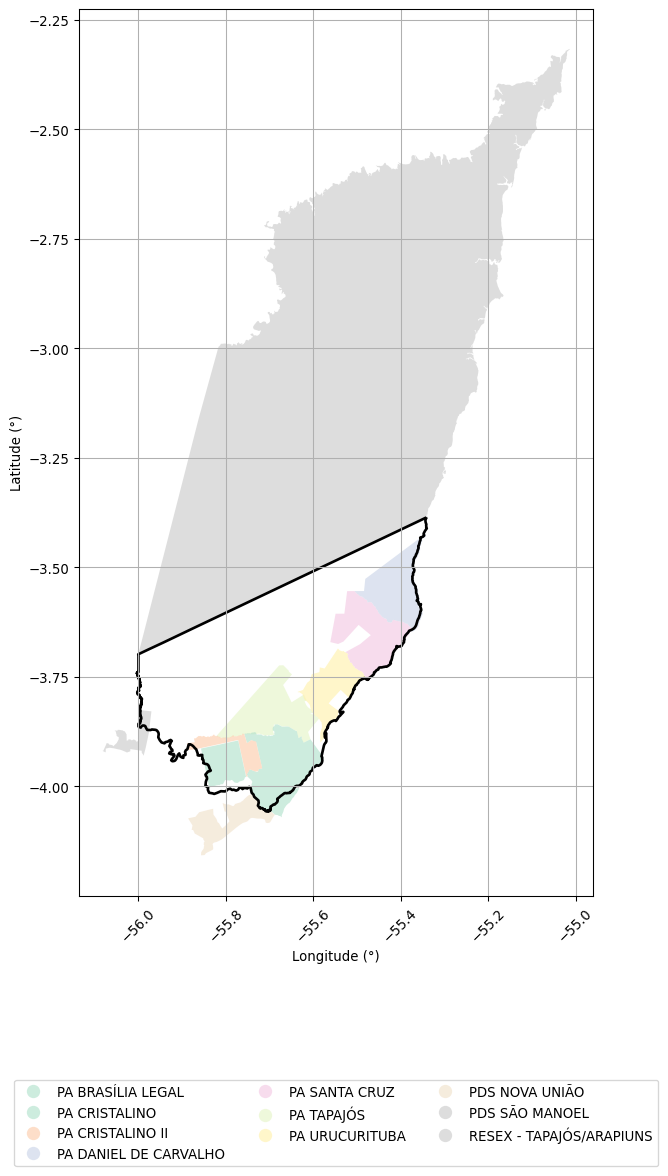 −2.25
−2.50
−2.75
−3.00
−3.25
−3.50
−3.75
−4.00
Latitude (°)
−56.0
−55.8
−55.6
−55.4
−55.2
−55.0
Longitude (°)
PA BRASÍLIA LEGAL
PA CRISTALINO
PA CRISTALINO II
PA DANIEL DE CARVALHO
PA SANTA CRUZ
PA TAPAJÓS
PA URUCURITUBA
PDS NOVA UNIÃO
PDS SÃO MANOEL
RESEX - TAPAJÓS/ARAPIUNS